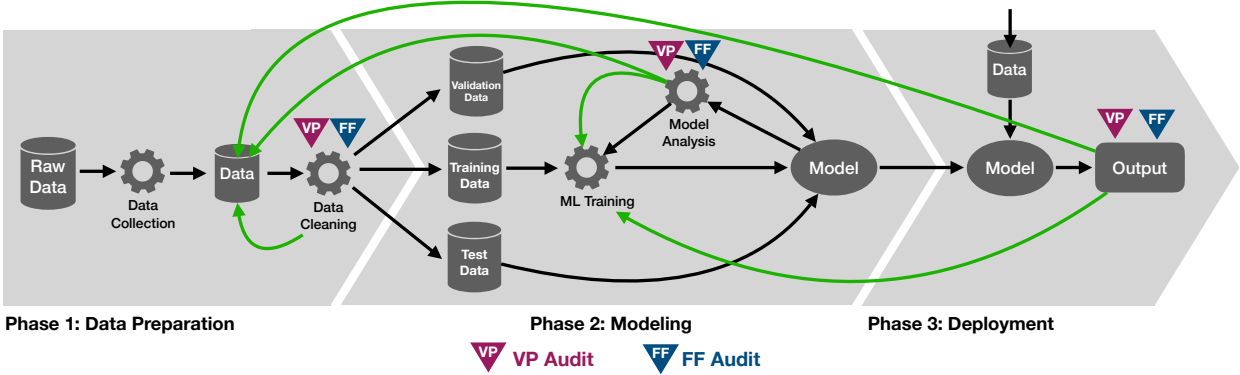 Raw
Data
Data
Collection
Data
VP
FF
Data
Cleaning
Validation
Data
Training
Data
Test
Data
ML Training
VP
FF
Model
Analysis
Model
Data
Model
VP
FF
Output
Phase 1: Data Preparation
Phase 2: Modeling
Phase 3: Deployment
VP
VP Audit
FF
FF Audit